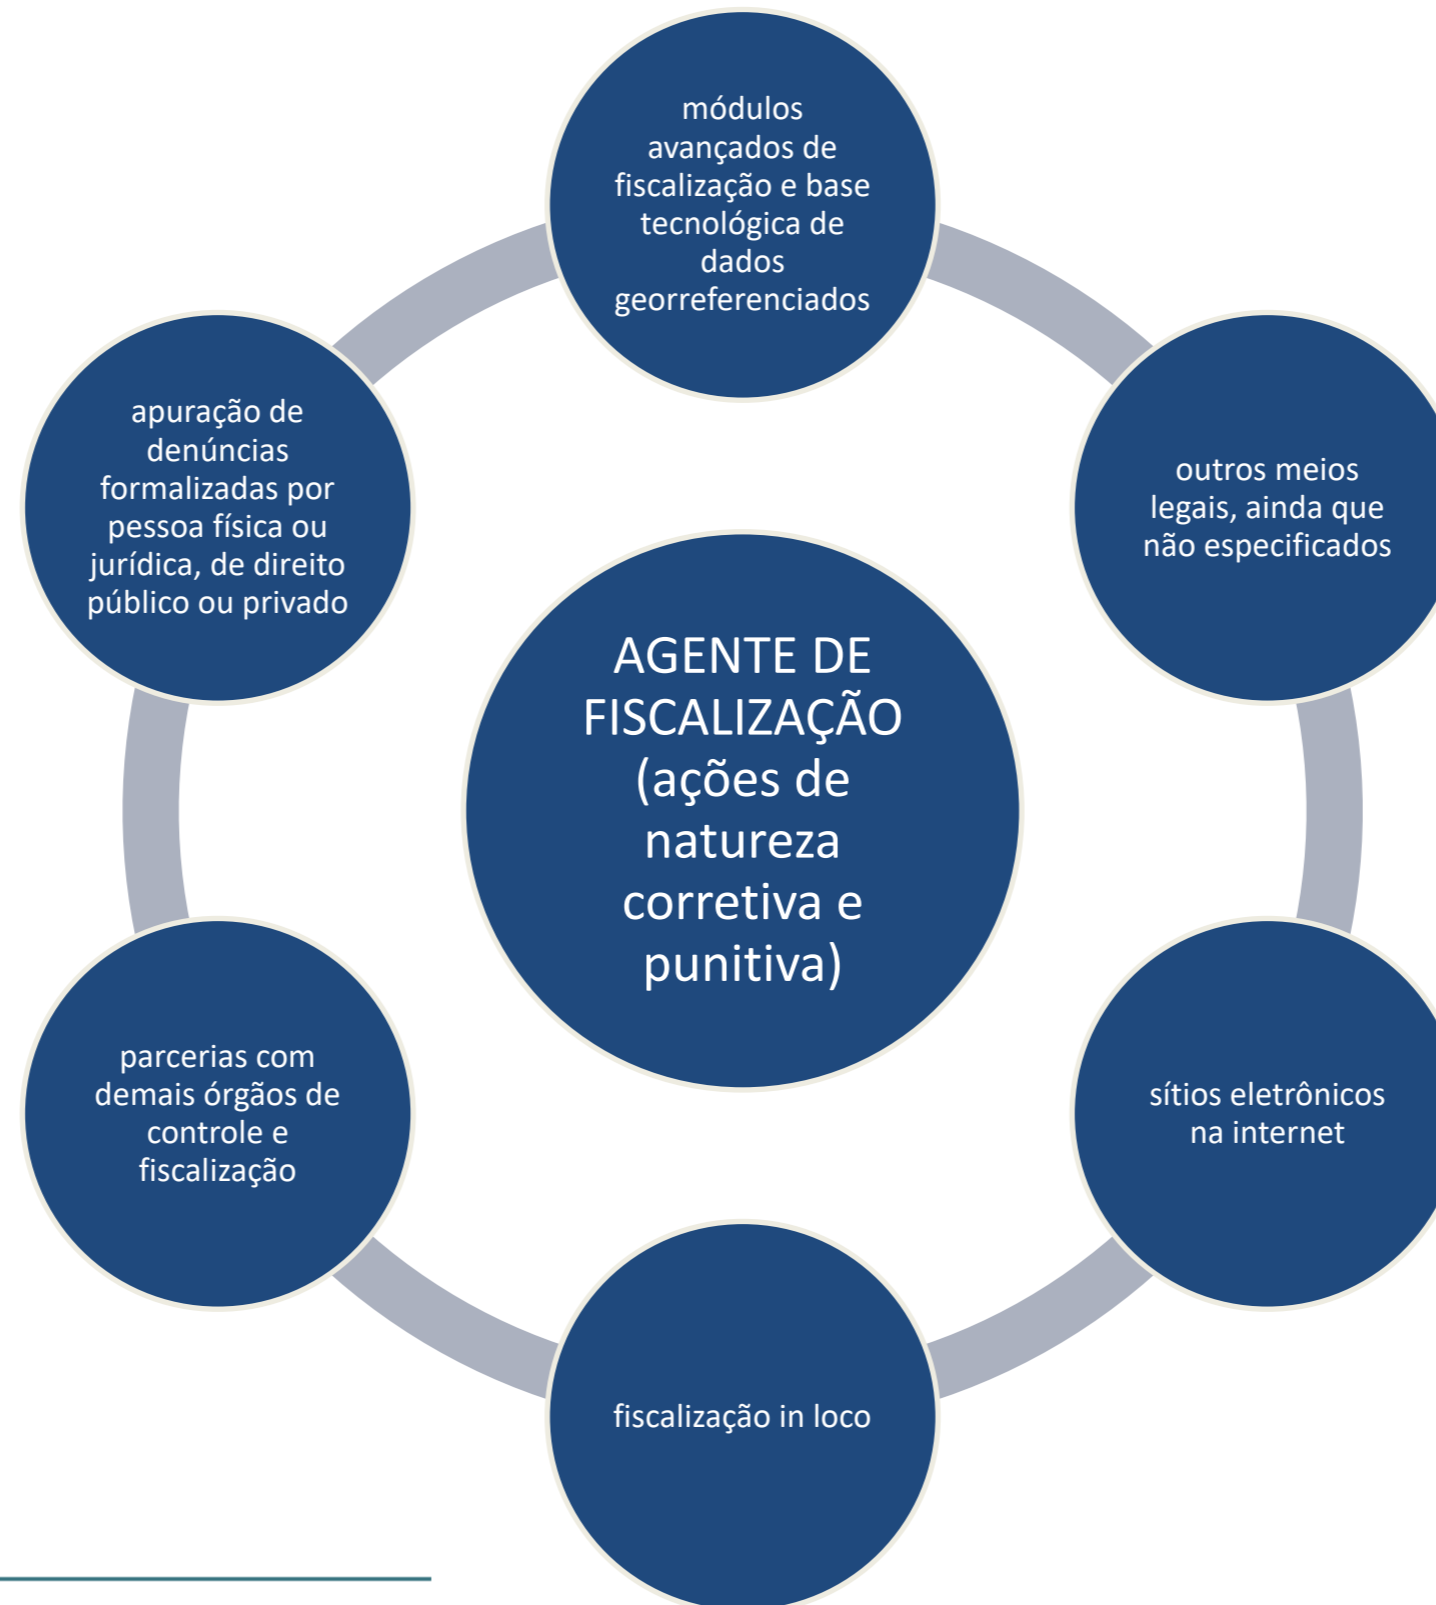 módulos
avançados de
fiscalização e base
tecnológica de
dados
georreferenciados
outros meios
legais, ainda que
não especificados
sítios eletrônicos
na internet
fiscalização in loco
parcerias com
demais órgãos de
controle e
fiscalização
apuração de
denúncias
formalizadas por
pessoa física ou
jurídica, de direito
público ou privado
AGENTE DE
FISCALIZAÇÃO
(ações de
natureza
corretiva e
punitiva)